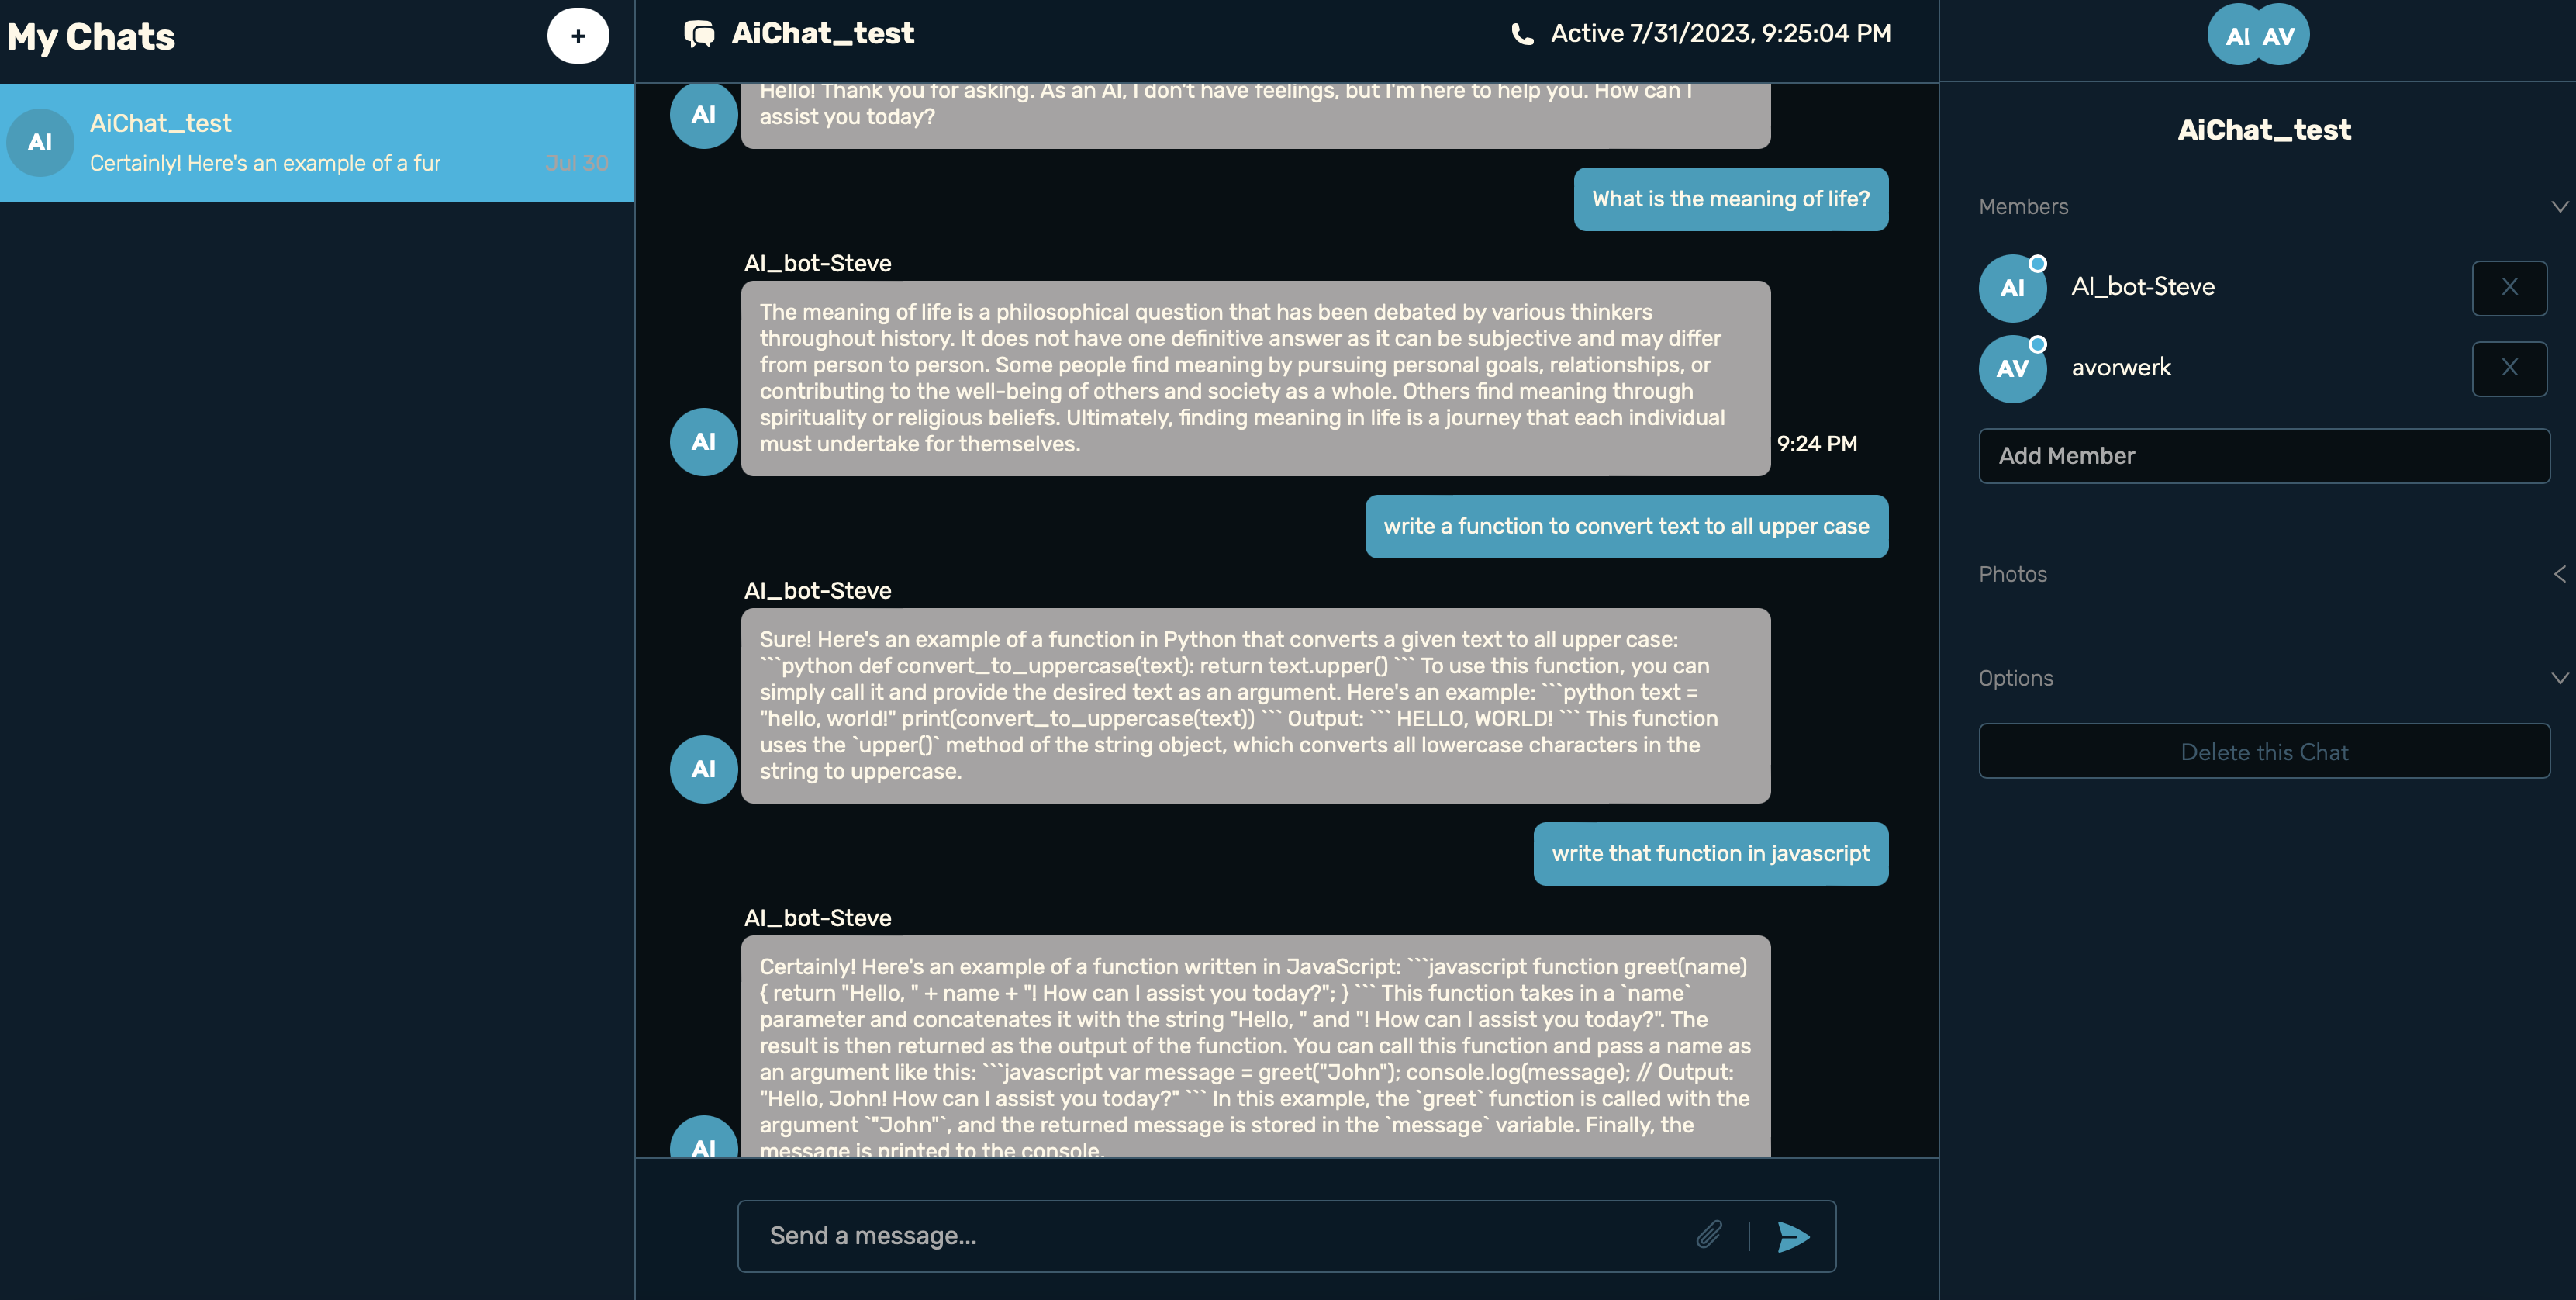 My Chats
+
AI
AiChat_test
Certainly! Here's an example of a fur
Jul 30
AiChat_test
Active 7/31/2023, 9:25:04 PM
Hello! Thank you for asking. As an AI, I don't have feelings, but I'm here to help you. How can I
assist you today?
AI
What is the meaning of life?
AI_bot-Steve
The meaning of life is a philosophical question that has been debated by various thinkers
throughout history. It does not have one definitive answer as it can be subjective and may differ
from person to person. Some people find meaning by pursuing personal goals, relationships, or
contributing to the well-being of others and society as a whole. Others find meaning through
spirituality or religious beliefs. Ultimately, finding meaning in life is a journey that each individual
must undertake for themselves.
AI
9:24 PM
write a function to convert text to all upper case
AI_bot-Steve
Sure! Here's an example of a function in Python that converts a given text to all upper case:
```python def convert_to_uppercase(text): return text.upper() ``` To use this function, you can
simply call it and provide the desired text as an argument. Here's an example: ```python text =
"hello, world!" print(convert_to_uppercase(text)) ``` Output: ``` HELLO, WORLD! ``` This function
uses the `upper()` method of the string object, which converts all lowercase characters in the
string to uppercase.
AI
write that function in javascript
AI_bot-Steve
Certainly! Here's an example of a function written in JavaScript: ```javascript function greet(name)
{ return "Hello, " + name + "! How can I assist you today?"; } ``` This function takes in a `name`
parameter and concatenates it with the string "Hello, " and "! How can I assist you today?". The
result is then returned as the output of the function. You can call this function and pass a name as
an argument like this: ```javascript var message = greet("John"); console.log(message); // Output:
"Hello, John! How can I assist you today?" ``` In this example, the `greet` function is called with the
argument `"John"`, and the returned message is stored in the `message` variable. Finally, the
message is printed to the console.
AI
Send a message...
AI AV
AiChat_test
Members
AI
AI_bot-Steve
X
AV
avorwerk
X
Add Member
Photos
Options
Delete this Chat